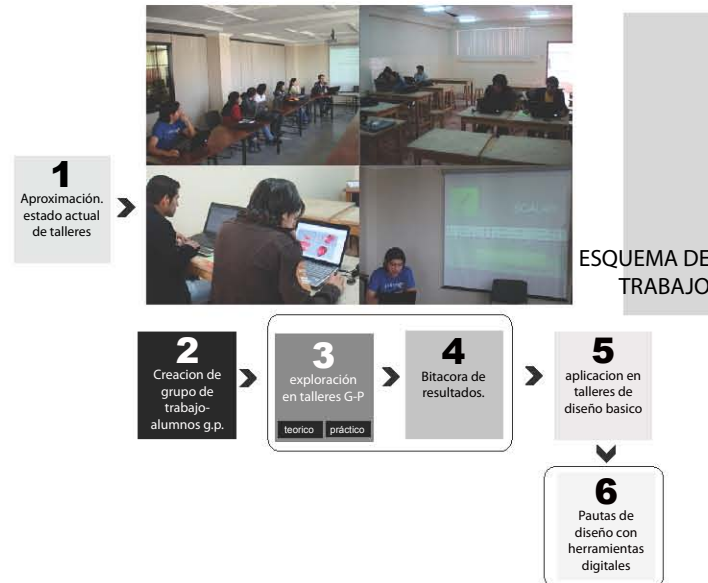 1
Aproximación.
estado actual
de talleres
ESQUEMA DE
TRABAJO
2
Creacion de
grupo de
trabajo-
alumnos g.p.
3
exploración
en talleres G-P
teorico práctico
4
Bitacora de
resultados.
5
aplicacion en
talleres de
diseño basico
6
Pautas de
diseño con
herramientas
digitales